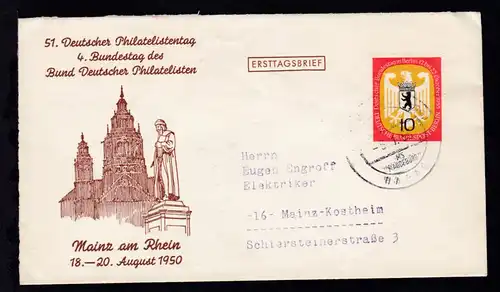 51. Deutscher Philatelistentag
4. Bundestag des
Bund Deutscher Philatelisten
ERSTTAGSBRIEF
10
Herrn
Eugen Engroff
Elektriker
-16- Mainz-Kostheim
Schiersteinerstraße 3
Mainz am Rhein
18.—20. August 1950